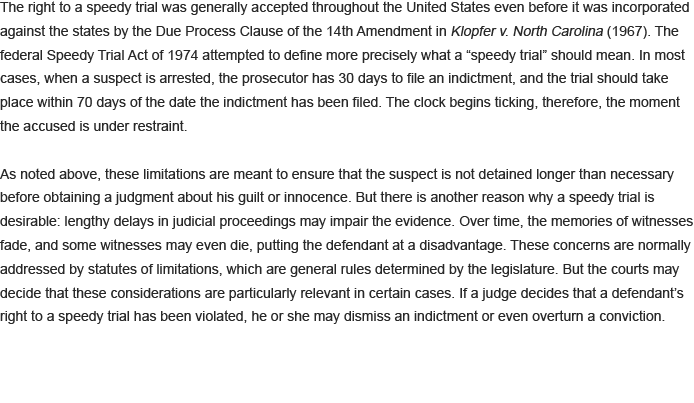 The right to a speedy trial was generally accepted throughout the United States even before it was incorporated
against the states by the Due Process Clause of the 14th Amendment in Klopfer v. North Carolina (1967). The
federal Speedy Trial Act of 1974 attempted to define more precisely what a “speedy trial” should mean. In most
cases, when a suspect is arrested, the prosecutor has 30 days to file an indictment, and the trial should take
place within 70 days of the date the indictment has been filed. The clock begins ticking, therefore, the moment
the accused is under restraint.

As noted above, these limitations are meant to ensure that the suspect is not detained longer than necessary
before obtaining a judgment about his guilt or innocence. But there is another reason why a speedy trial is
desirable: lengthy delays in judicial proceedings may impair the evidence. Over time, the memories of witnesses
fade, and some witnesses may even die, putting the defendant at a disadvantage. These concerns are normally
addressed by statutes of limitations, which are general rules determined by the legislature. But the courts may
decide that these considerations are particularly relevant in certain cases. If a judge decides that a defendant’s
right to a speedy trial has been violated, he or she may dismiss an indictment or even overturn a conviction.